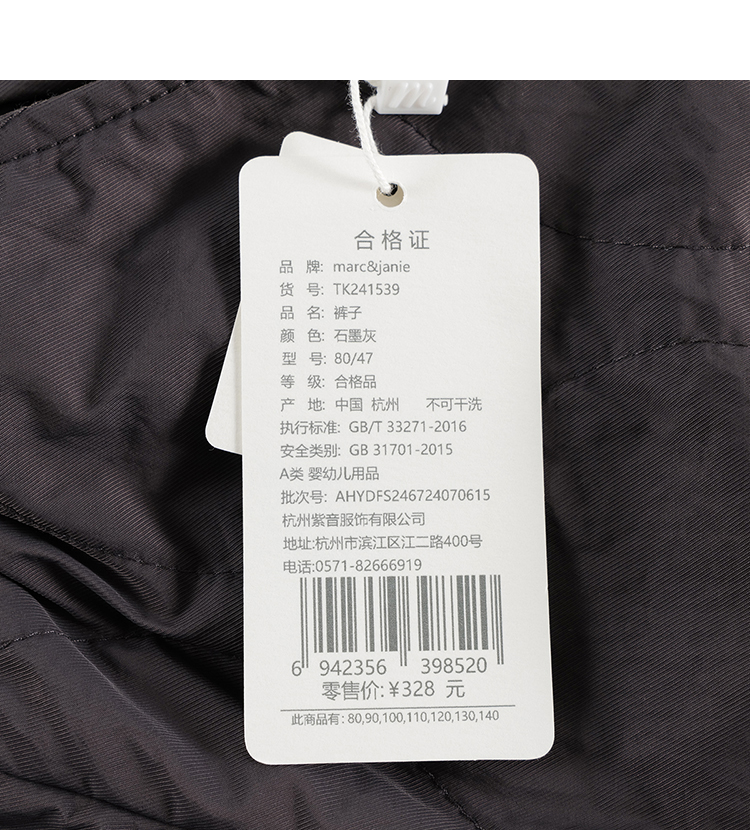 合格证
品 牌: marc&janie
货 号: TK241539
品 名: 裤子
颜 色: 石墨灰
型 号: 80/47
等 级: 合格品
产 地: 中国 杭州 不可干洗
执行标准: GB/T 33271-2016
安全类别: GB 31701-2015
A类 婴幼儿用品
批次号: AHYDFS246724070615
杭州紫音服饰有限公司
地址:杭州市滨江区江二路400号
电话:0571-82666919
6 942356 398520
零售价:¥328 元
此商品有:80,90,100,110,120,130,140